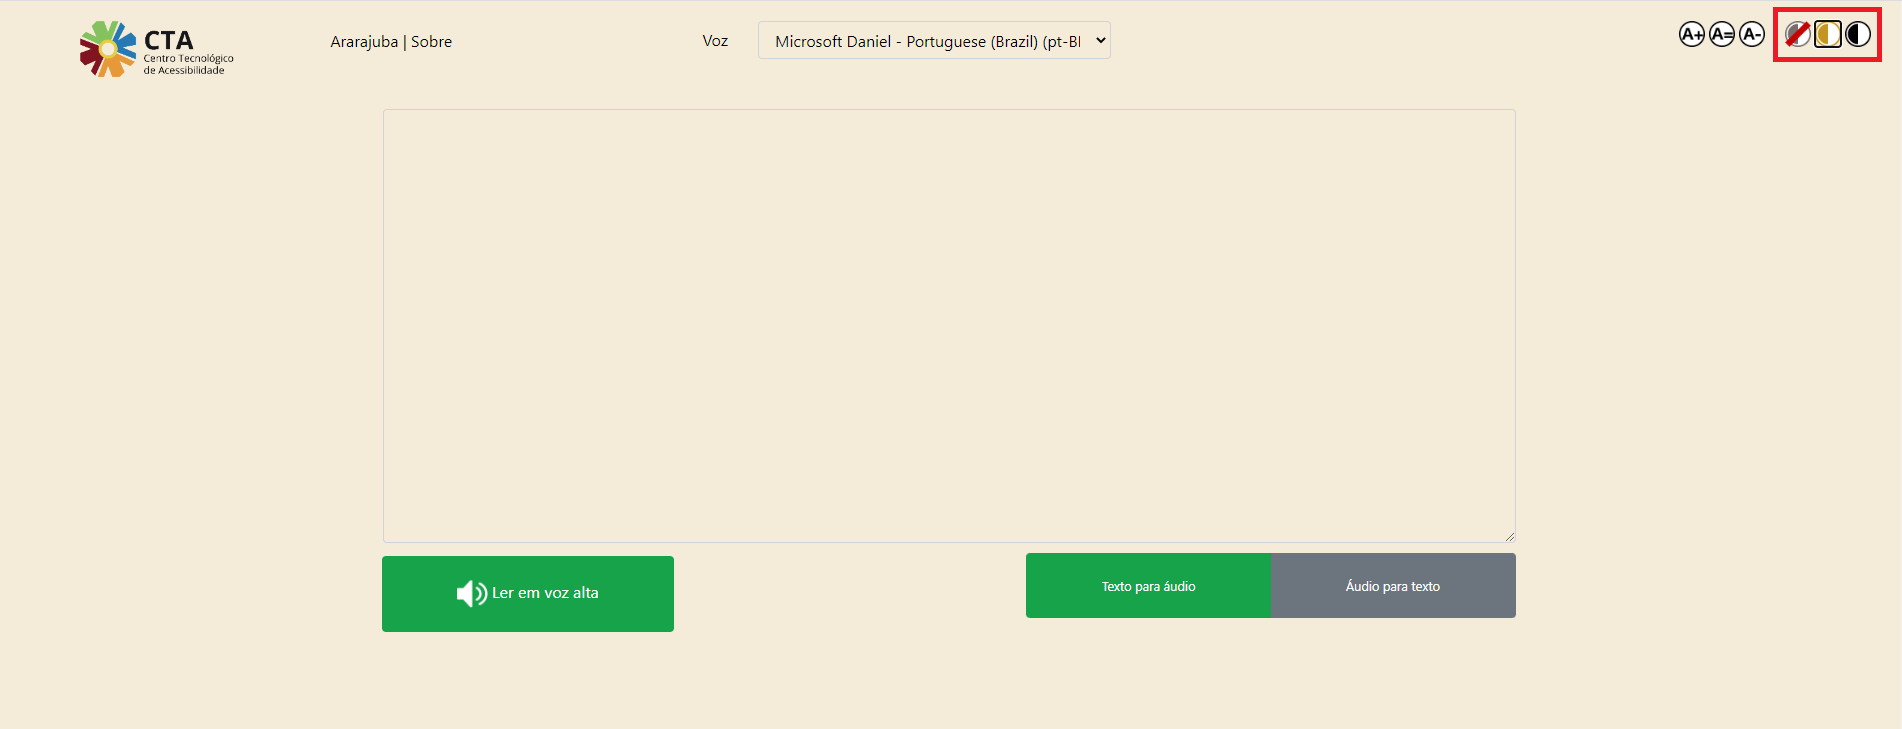 CTA
Centro Tecnológico
de Acessibilidade
Ararajuba | Sobre
Voz
Microsoft Daniel - Portuguese (Brazil) (pt-B
A+ A= A-
Ler em voz alta
Texto para áudio
Áudio para texto